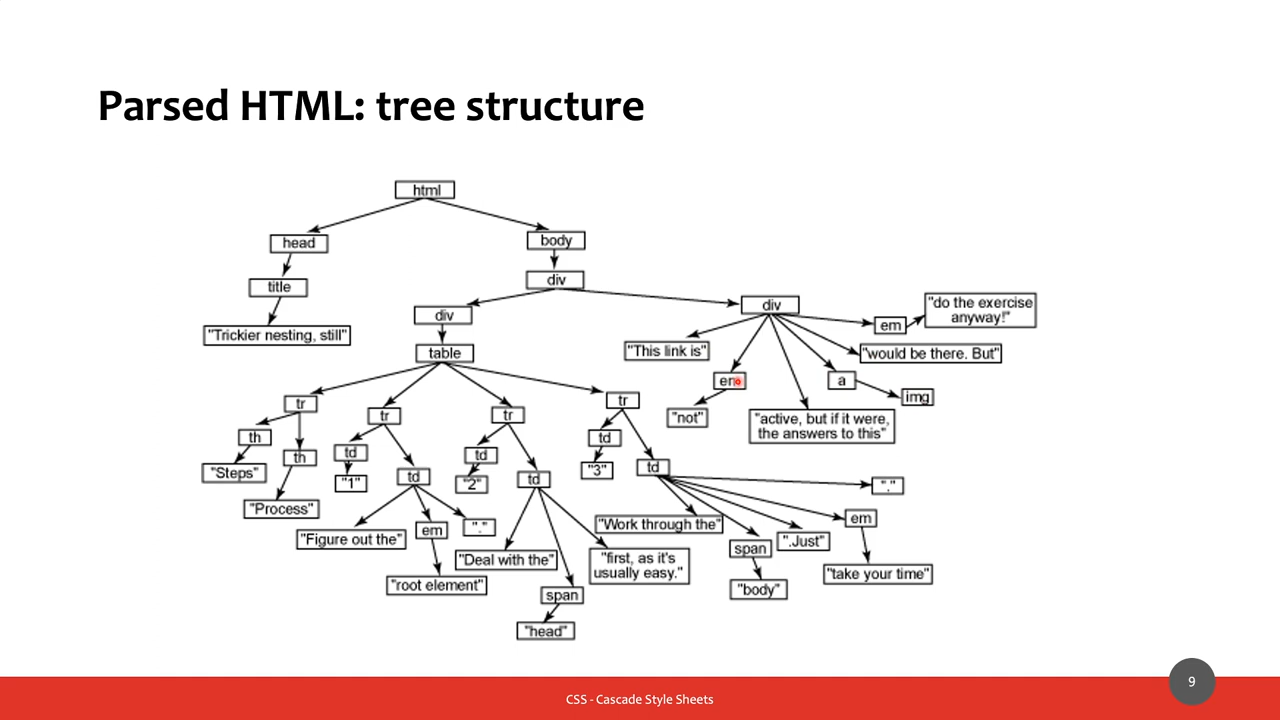 Parsed HTML: tree structure
html
head
body
title
div
"Trickier nesting, still"
div
div
em
"do the exercise
anyway!"
table
"This link is"
"would be there. But"
a
img
"not"
"active, but if it were,
the answers to this"
tr
tr
tr
tr
th
th
td
td
td
td
td
td
"Steps"
"Process"
"1"
"2"
"3"
"Figure out the"
em
"."
"root element"
"Deal with the"
span
"first, as it's
usually easy."
"head"
"Work through the"
span
".Just"
em
"."
"body"
"take your time"
CSS - Cascade Style Sheets
9